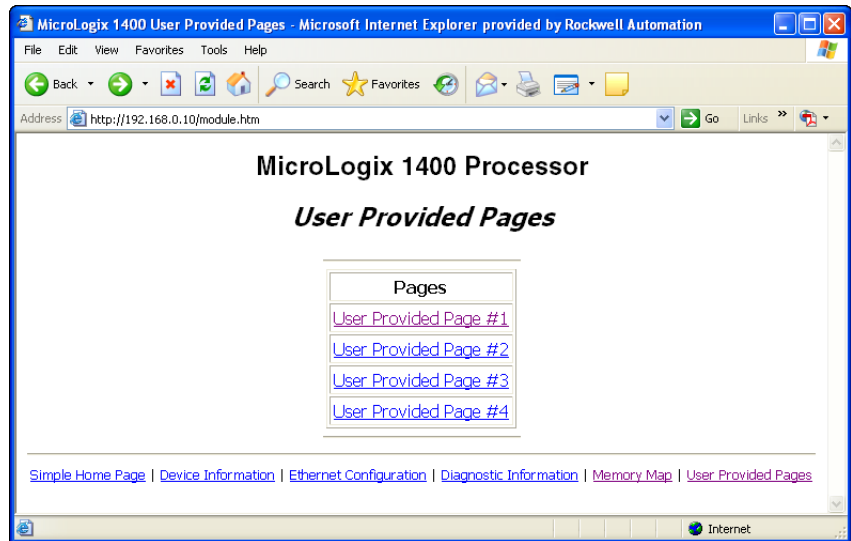 MicroLogix 1400 User Provided Pages - Microsoft Internet Explorer provided by Rockwell Automation
File Edit View Favorites Tools Help
Back Search Favorites
Address http://192.168.0.10/module.htm Go Links »
MicroLogix 1400 Processor
User Provided Pages
Pages
User Provided Page #1
User Provided Page #2
User Provided Page #3
User Provided Page #4
Simple Home Page | Device Information | Ethernet Configuration | Diagnostic Information | Memory Map | User Provided Pages
Internet